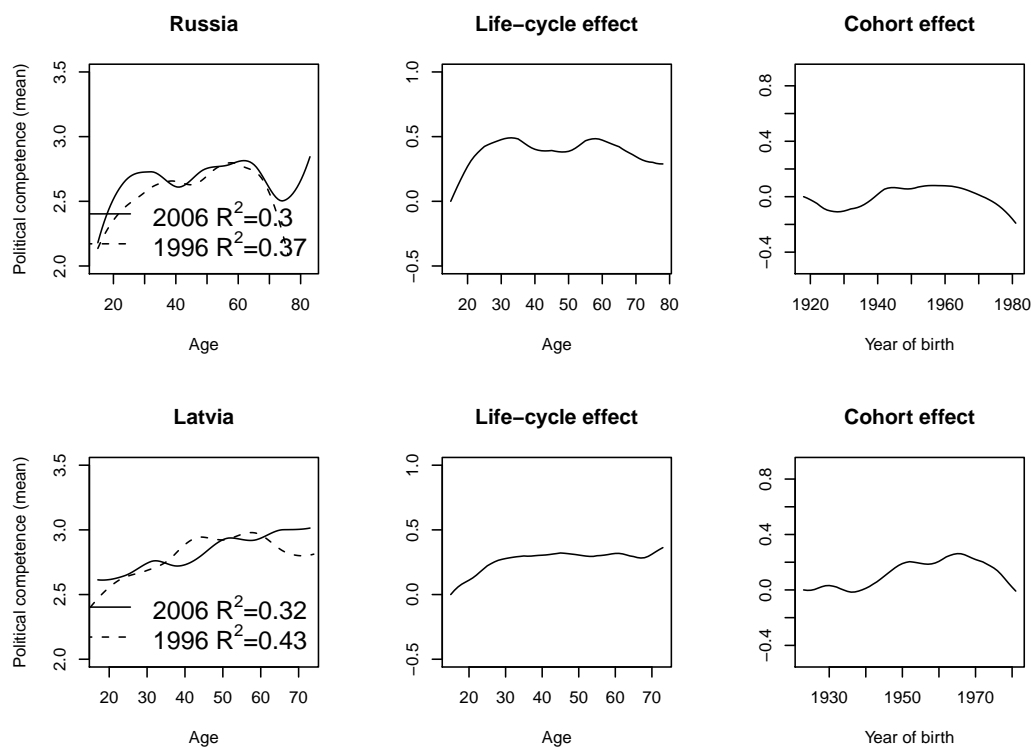 Russia
Life−cycle effect
Cohort effect
Political competence (mean)
2.0 2.5 3.0 3.5
2006 R²=0.3
1996 R²=0.37
20 40 60 80
Age
−0.5 0.0 0.5 1.0
20 30 40 50 60 70 80
Age
−0.4 0.0 0.4 0.8
1920 1940 1960 1980
Year of birth
Latvia
Life−cycle effect
Cohort effect
Political competence (mean)
2.0 2.5 3.0 3.5
2006 R²=0.32
1996 R²=0.43
20 30 40 50 60 70
Age
−0.5 0.0 0.5 1.0
20 30 40 50 60 70
Age
−0.4 0.0 0.4 0.8
1930 1950 1970
Year of birth